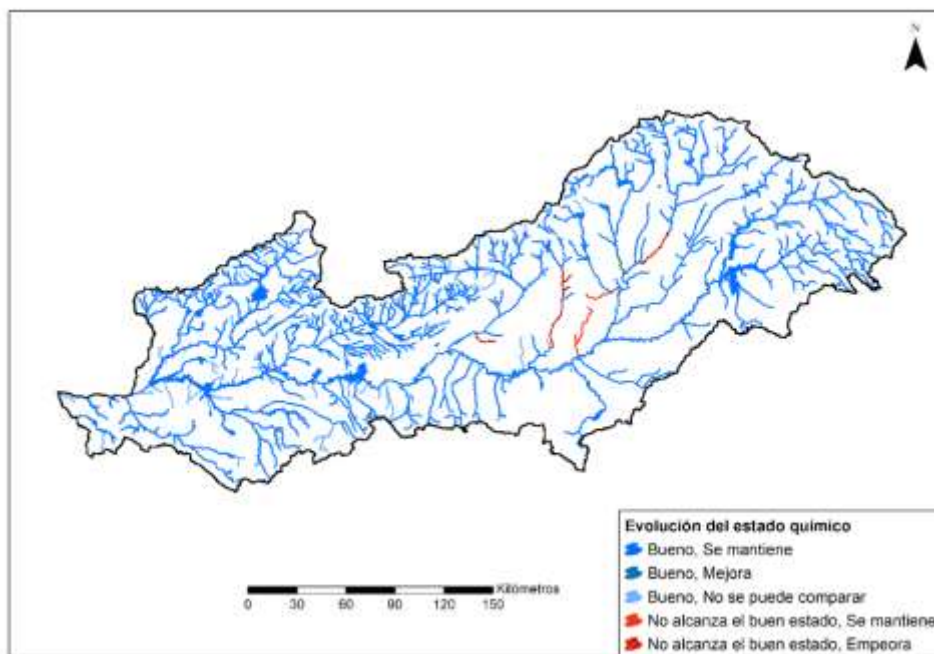 N
Kilómetros
0 30 60 90 120 150
Evolución del estado químico
Bueno, Se mantiene
Bueno, Mejora
Bueno, No se puede comparar
No alcanza el buen estado, Se mantiene
No alcanza el buen estado, Empeora